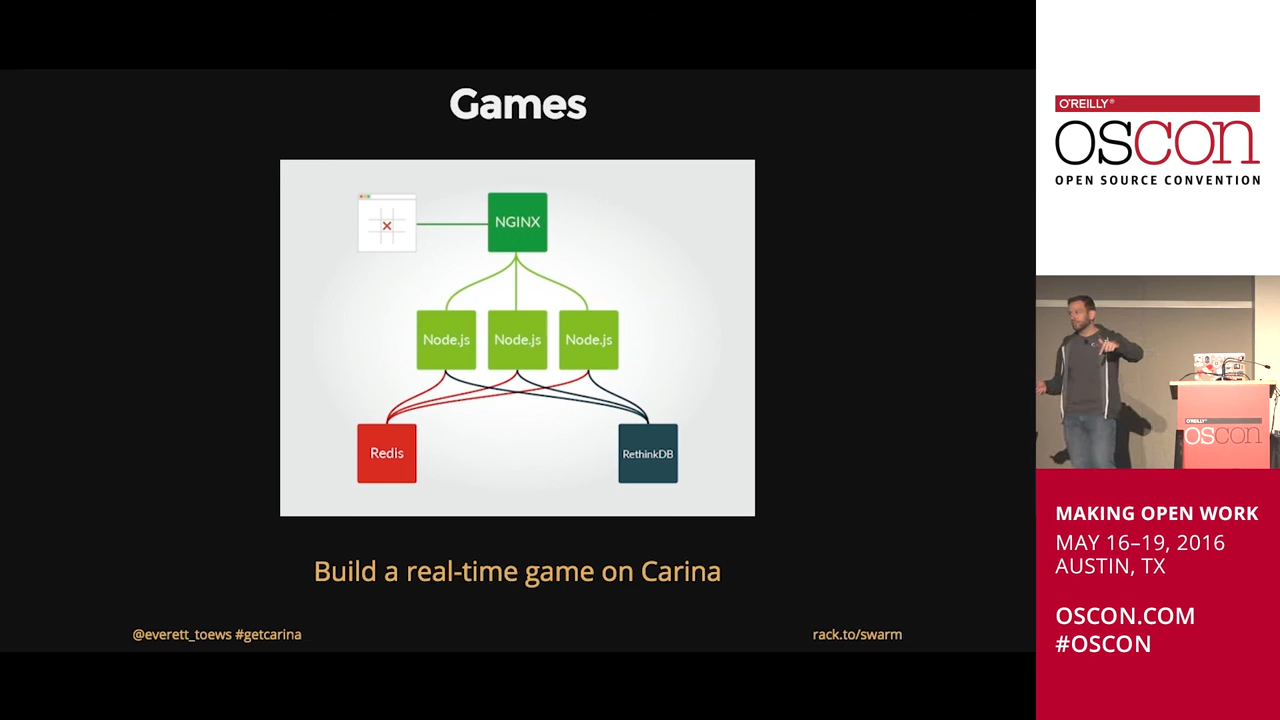 Games
NGINX
Node.js Node.js Node.js
Redis
RethinkDB
Build a real-time game on Carina
@everett_toews #getcarina
rack.to/swarm
O'REILLY®
OSCON
OPEN SOURCE CONVENTION
O'REILLY®
OSCON
MAKING OPEN WORK
MAY 16–19, 2016
AUSTIN, TX
OSCON.COM
#OSCON